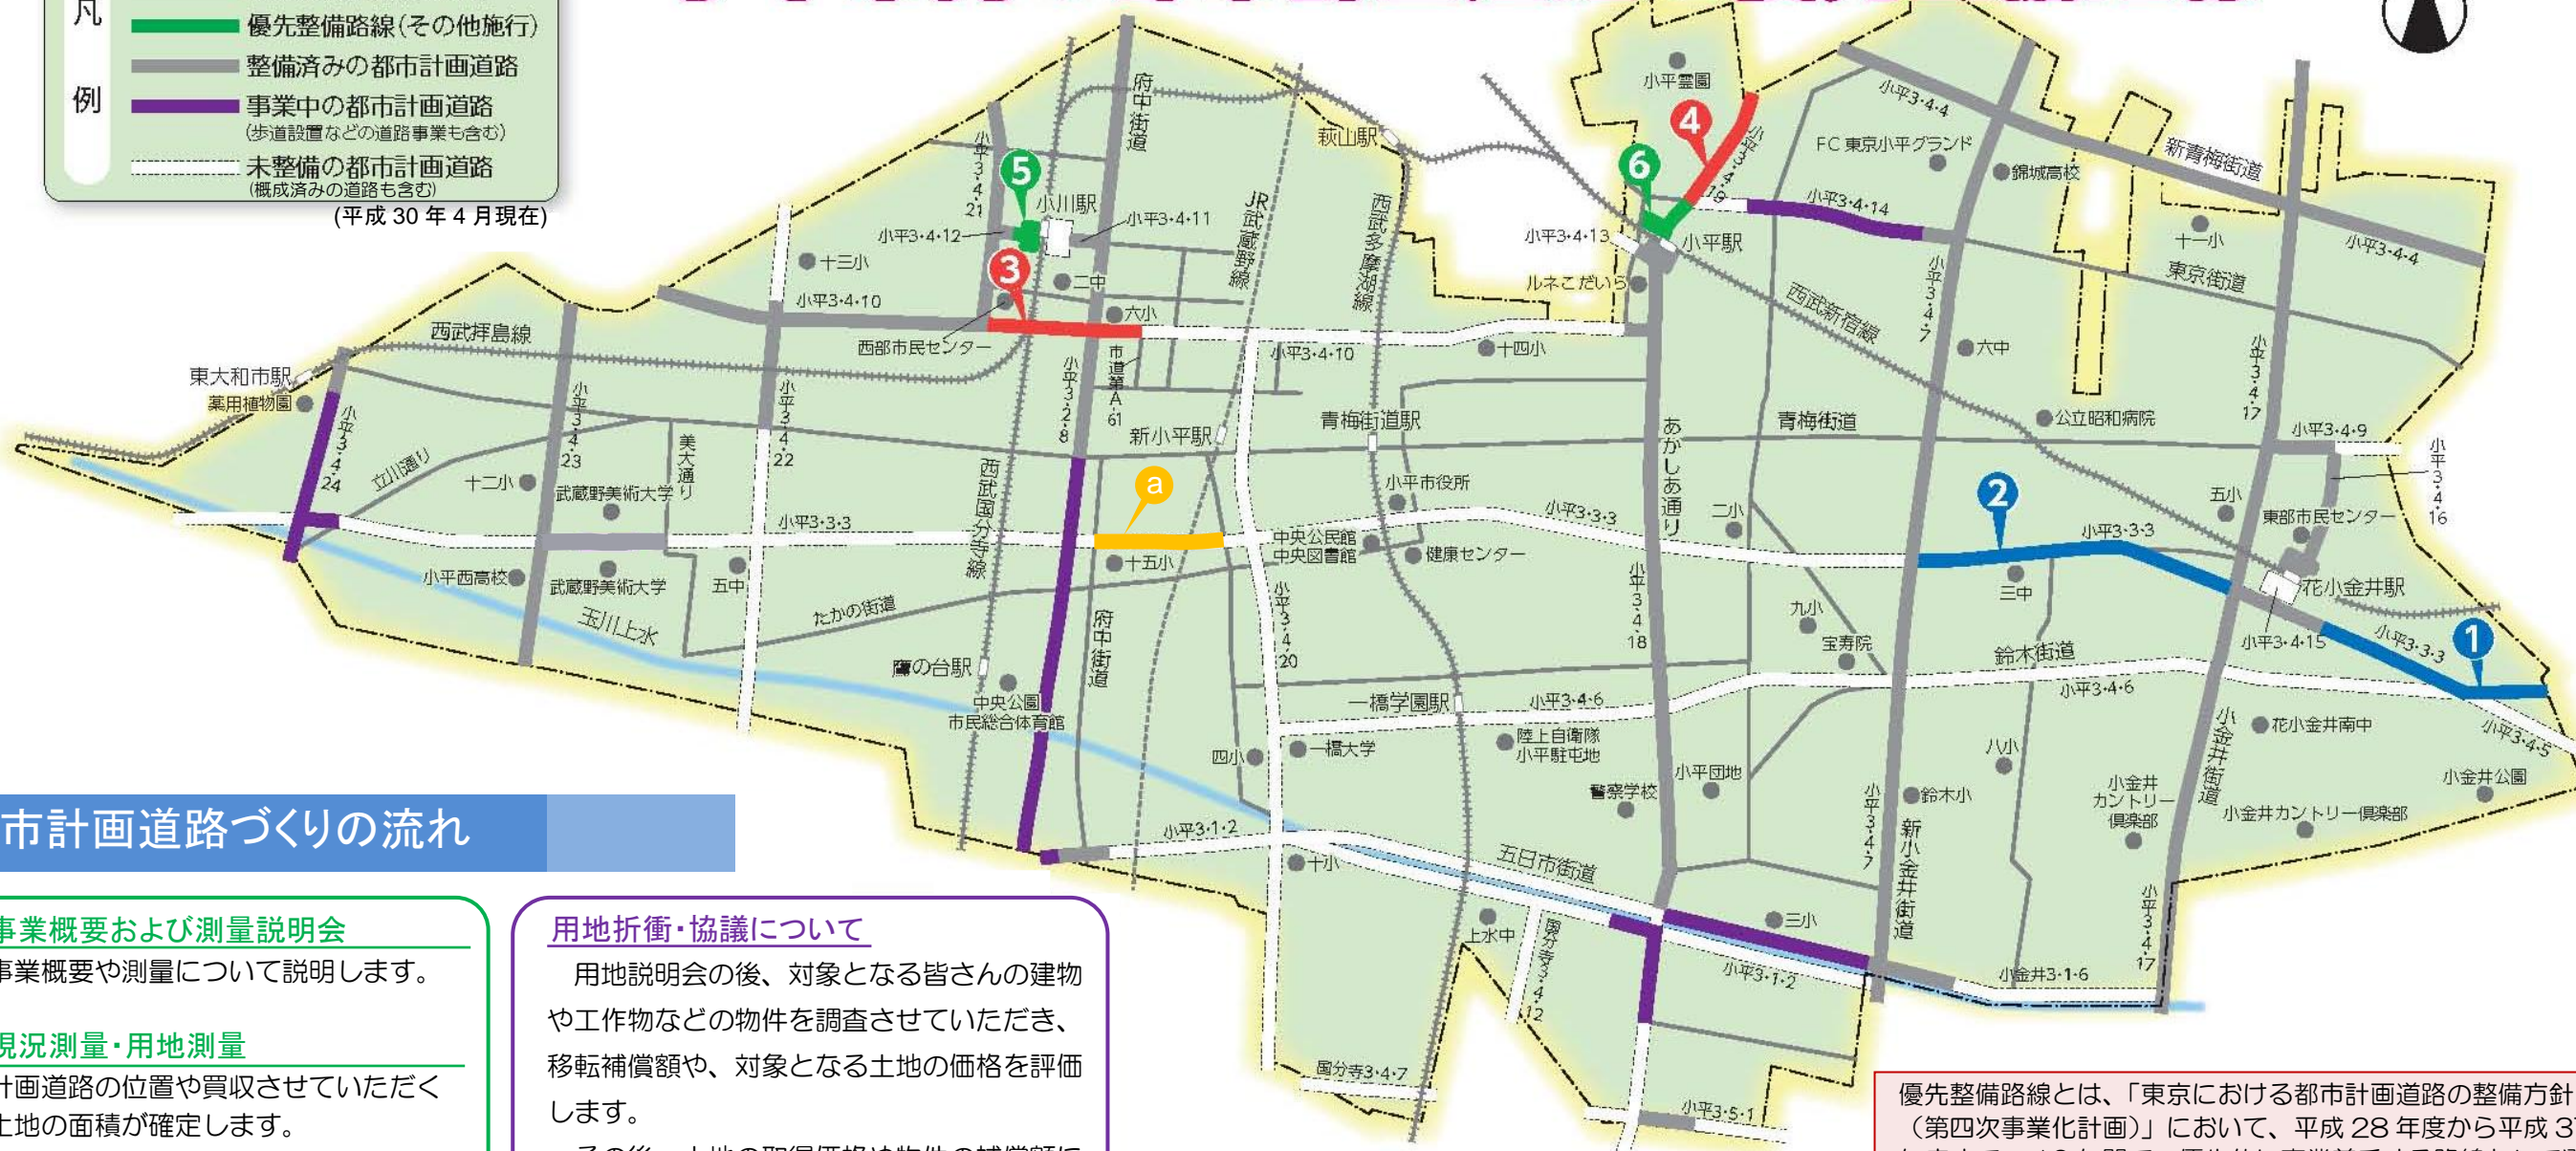 凡
例
優先整備路線(その他施行)
整備済みの都市計画道路
事業中の都市計画道路
(歩道設置などの道路事業も含む)
未整備の都市計画道路
(概成済みの道路も含む)
(平成 30 年 4 月現在)
小平霊園
4
小平3・4・19
小平3・4・4
FC 東京小平グランド
錦城高校
新青梅街道
小平3・4・14
6
小平3・4・13
小平駅
十一小
小平3・4・4
東京街道
府中街道
萩山駅
小平3・4・21
5
小川駅
小平3・4・11
小平3・4・12
JR武蔵野線
西武多摩湖線
3
二中
十三小
小平3・4・10
六小
ルネこだいら
西武新宿線
小平3・4・7
六中
小平3・4・17
西武拝島線
西部市民センター
小平3・4・10
十四小
東大和市駅
薬用植物園
小平3・4・24
小平3・4・23
小平3・4・22
小平3・2・8
市道第A・61
新小平駅
青梅街道駅
あかしあ通り
青梅街道
公立昭和病院
小平3・4・9
小平3・4・16
立川通り
十二小
武蔵野美術大学
美大通り
西武国分寺線
a
小平市役所
二小
2
五小
東部市民センター
小平3・3・3
小平3・3・3
小平3・3・3
中央公民館
中央図書館
健康センター
小平西高校
武蔵野美術大学
五中
十五小
三中
花小金井駅
玉川上水
たかの街道
府中街道
小平3・4・20
小平3・4・18
九小
宝寿院
鈴木街道
小平3・4・15
小平3・3・3
1
鷹の台駅
中央公園
市民総合体育館
一橋学園駅
小平3・4・6
小平3・4・6
小金井街道
花小金井南中
小平3・4・5
四小
一橋大学
陸上自衛隊
小平駐屯地
八小
警察学校
小平団地
小平3・4・7
鈴木小
新小金井街道
小金井
カントリー
倶楽部
小金井公園
小金井カントリー倶楽部
小平3・1・2
十小
五日市街道
三小
小平3・4・17
上水中
国分寺3・4・12
小平3・1・2
小金井3・1・6
国分寺3・4・7
小平3・5・1
市計画道路づくりの流れ
事業概要および測量説明会
事業概要や測量について説明します。
現況測量・用地測量
計画道路の位置や買収させていただく
土地の面積が確定します。
用地折衝・協議について
用地説明会の後、対象となる皆さんの建物
や工作物などの物件を調査させていただき、
移転補償額や、対象となる土地の価格を評価
します。
その後、土地の取得価格や物件の補償額に
優先整備路線とは、「東京における都市計画道路の整備方針
（第四次事業化計画）」において、平成 28 年度から平成 3